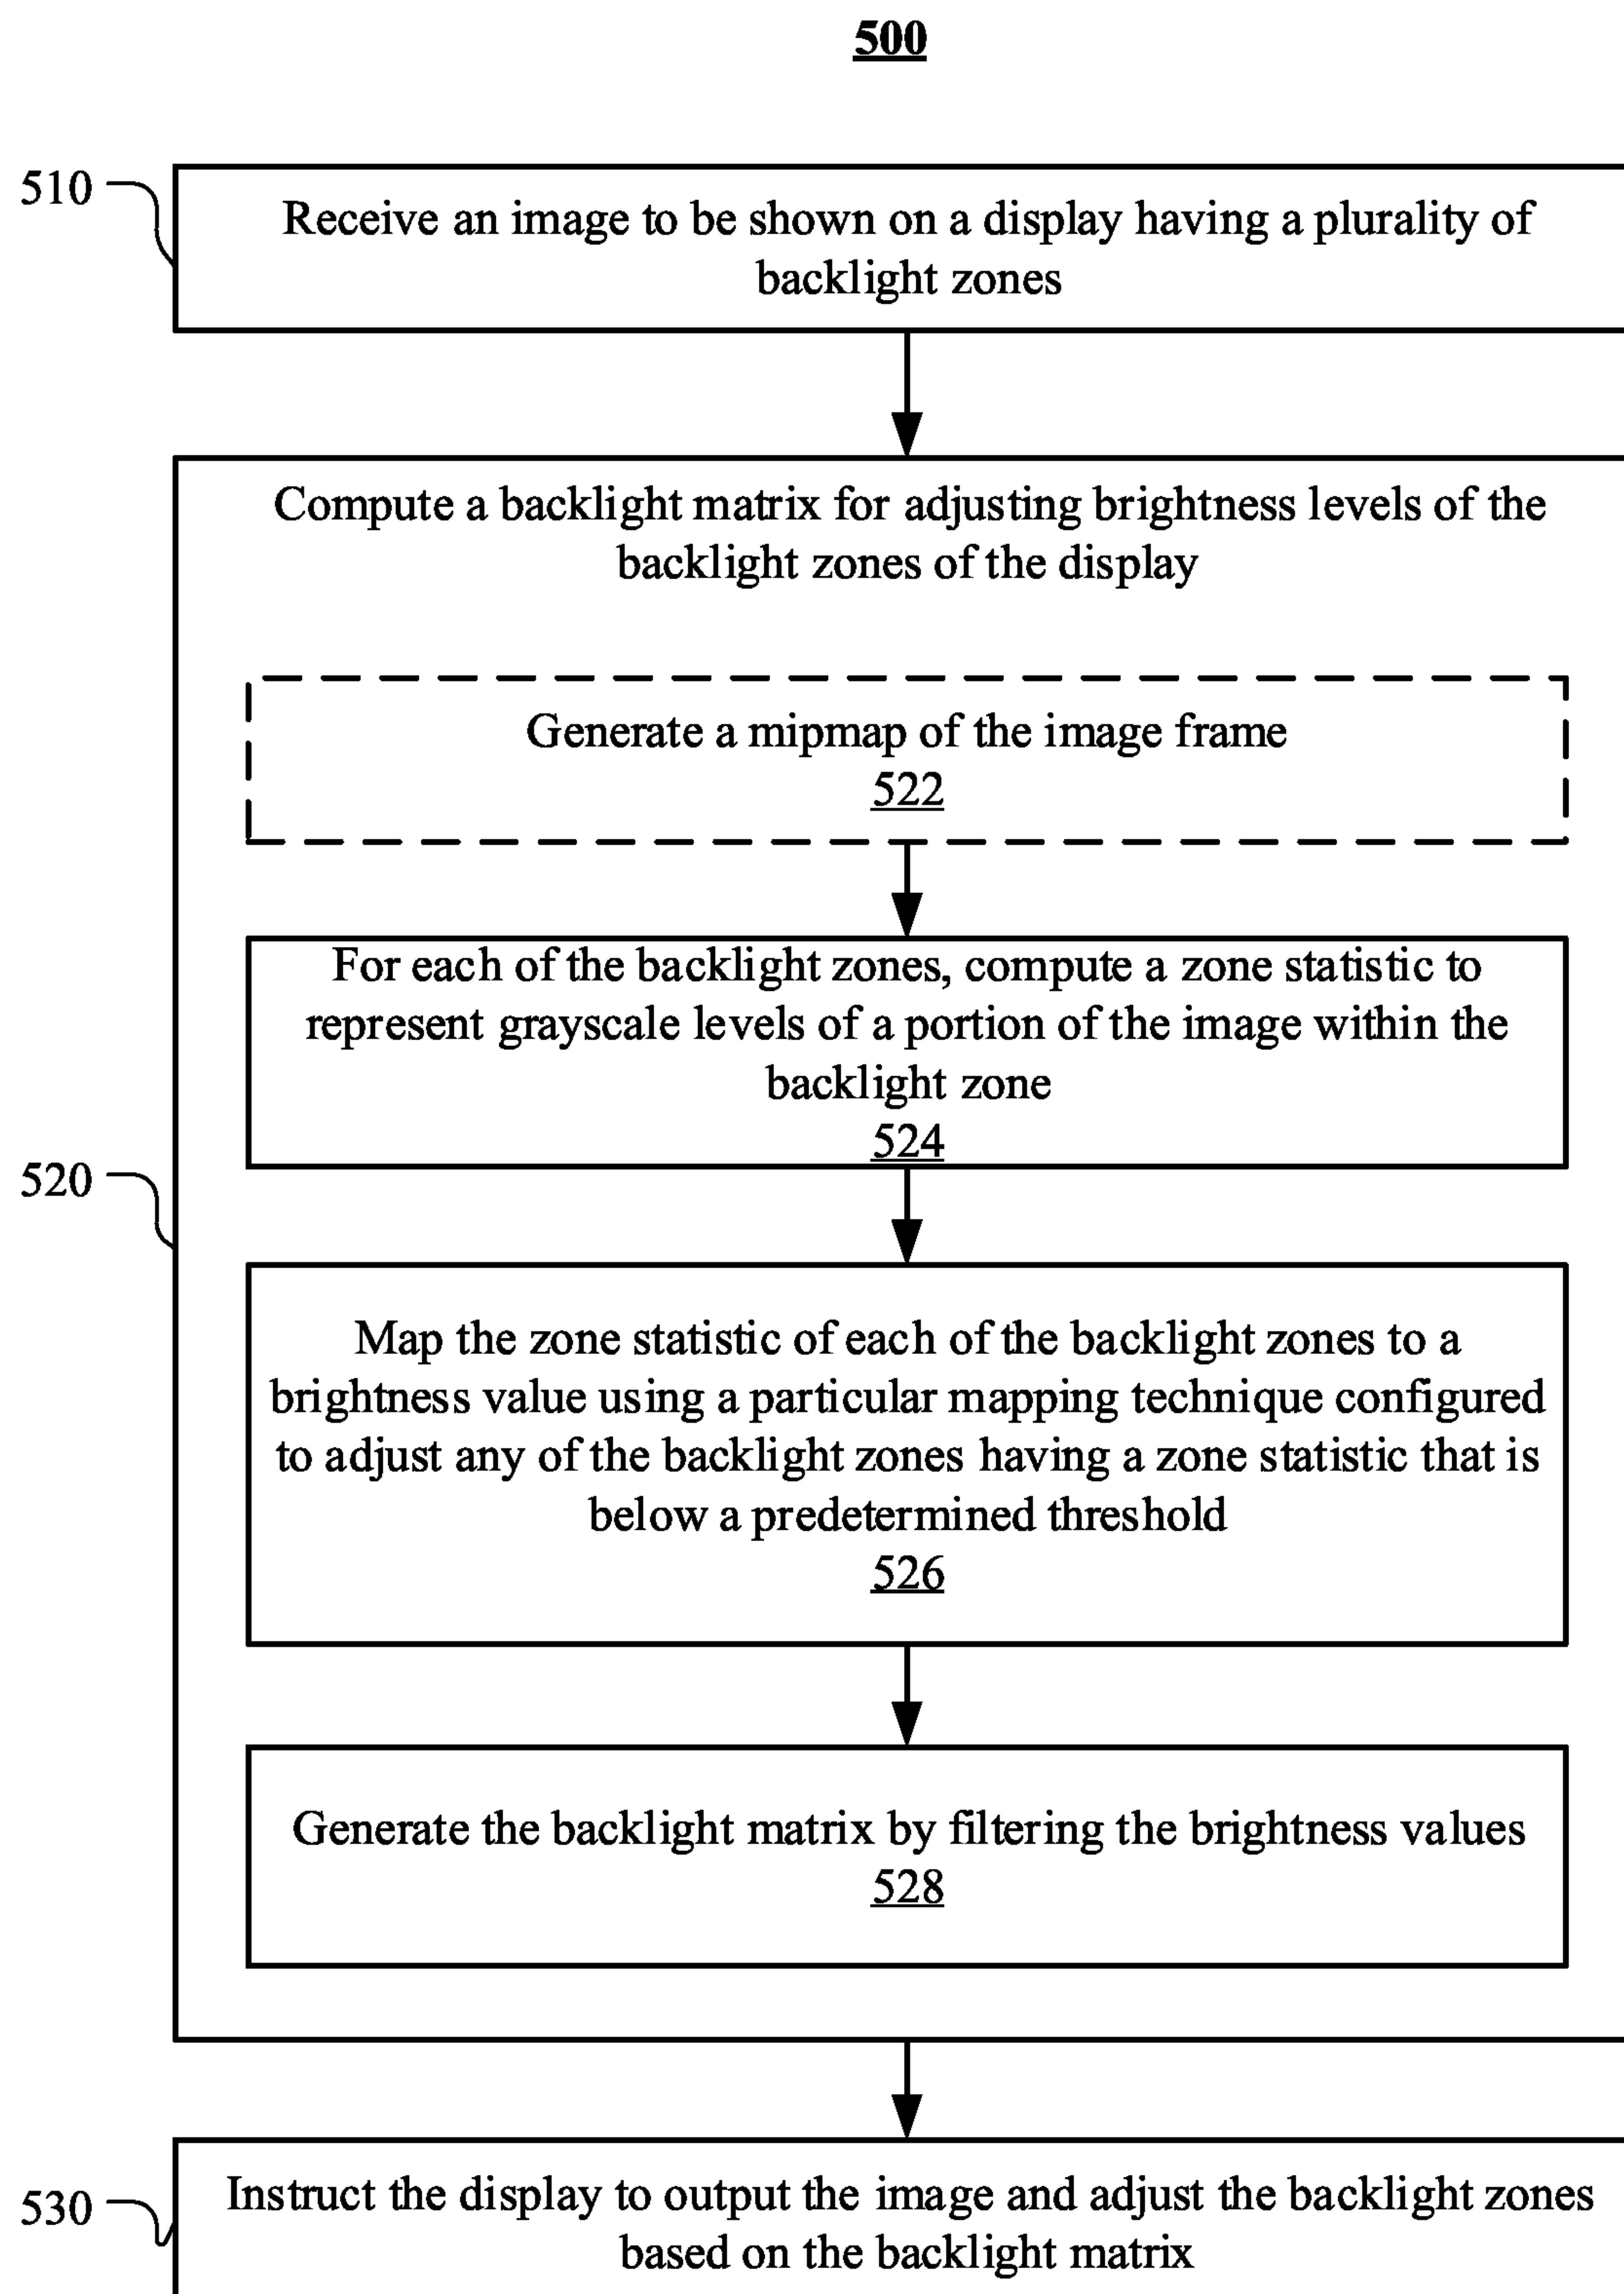 500
510
Receive an image to be shown on a display having a plurality of
backlight zones
Compute a backlight matrix for adjusting brightness levels of the
backlight zones of the display
Generate a mipmap of the image frame
522
For each of the backlight zones, compute a zone statistic to
represent grayscale levels of a portion of the image within the
backlight zone
524
520
Map the zone statistic of each of the backlight zones to a
brightness value using a particular mapping technique configured
to adjust any of the backlight zones having a zone statistic that is
below a predetermined threshold
526
Generate the backlight matrix by filtering the brightness values
528
530
Instruct the display to output the image and adjust the backlight zones
based on the backlight matrix